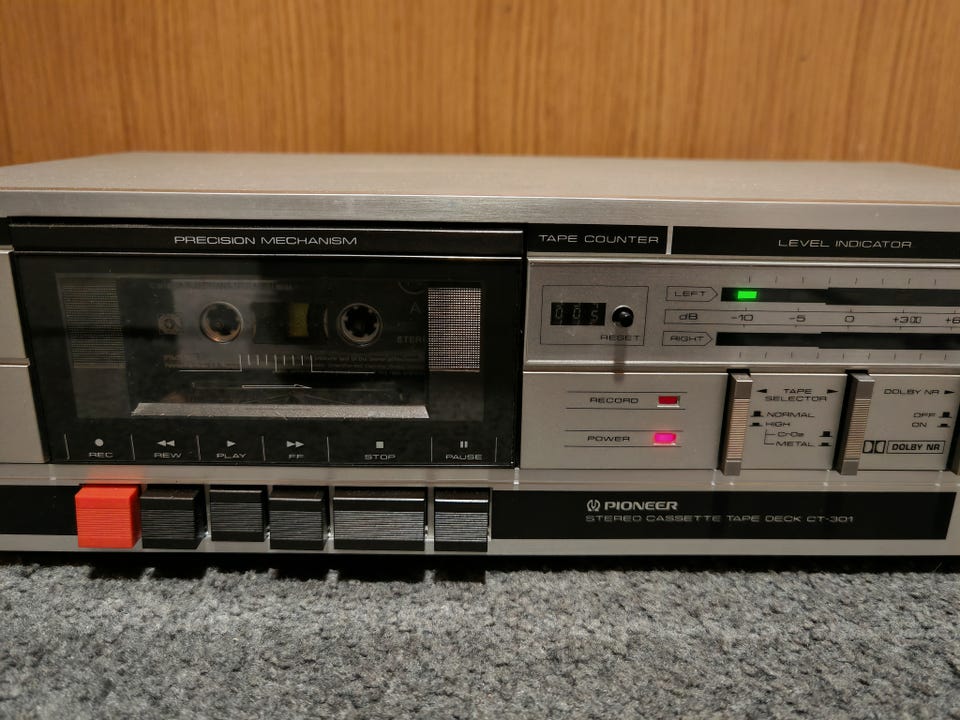 PRECISION MECHANISM
TAPE COUNTER
LEVEL INDICATOR
LEFT
dB -10 -5 0 +3 +6
RIGHT
RESET
A
RECORD
POWER
TAPE SELECTOR
NORMAL
HIGH
CrO2
METAL
DOLBY NR
OFF
ON
DOLBY NR
REC REW PLAY FF STOP PAUSE
PIONEER
STEREO CASSETTE TAPE DECK CT-301